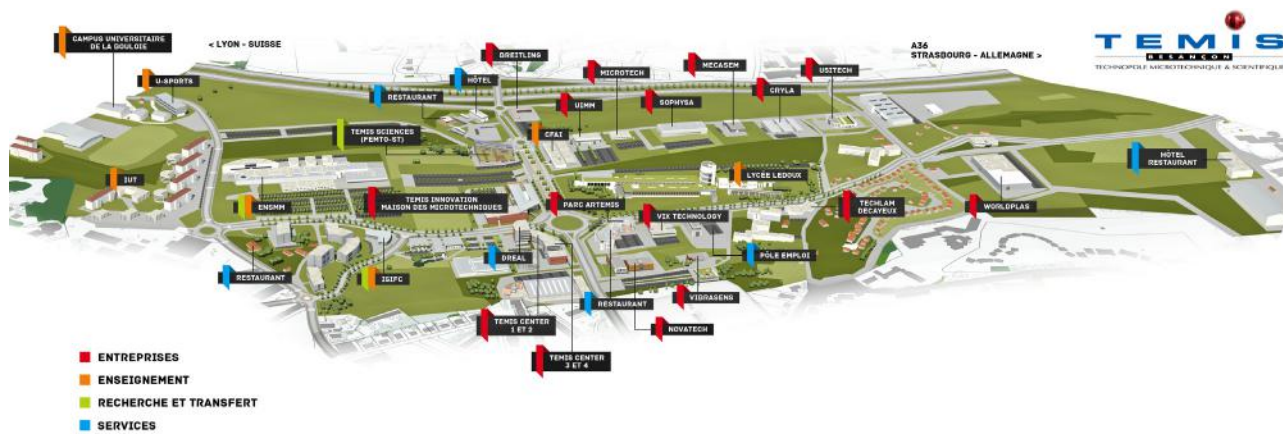 CAMPUS UNIVERSITAIRE
DE LA BOULOIE
< LYON - SUISSE
BREITLING
A36
STRASBOURG - ALLEMAGNE >
TEMIS
BESANÇON
TECHNOPOLE MICROTECHNIQUE & SCIENTIFIQUE
U-SPORTS
HÔTEL
MICROTECH
MECASEM
USITECH
RESTAURANT
UIMM
SOPHYSA
CRYLA
TEMIS SCIENCES
(FEMTO-ST)
CFAI
HÔTEL
RESTAURANT
IUT
LYCÉE LEDOUX
ENSMM
TEMIS INNOVATION
MAISON DES MICROTECHNIQUES
PARC ARTEMIS
VIX TECHNOLOGY
TECHLAM
DECAYEUX
WORLDPLAS
RESTAURANT
ISIFC
DREAL
PÔLE EMPLOI
RESTAURANT
VIBRASENS
TEMIS CENTER
1 ET 2
NOVATECH
TEMIS CENTER
3 ET 4
ENTREPRISES
ENSEIGNEMENT
RECHERCHE ET TRANSFERT
SERVICES